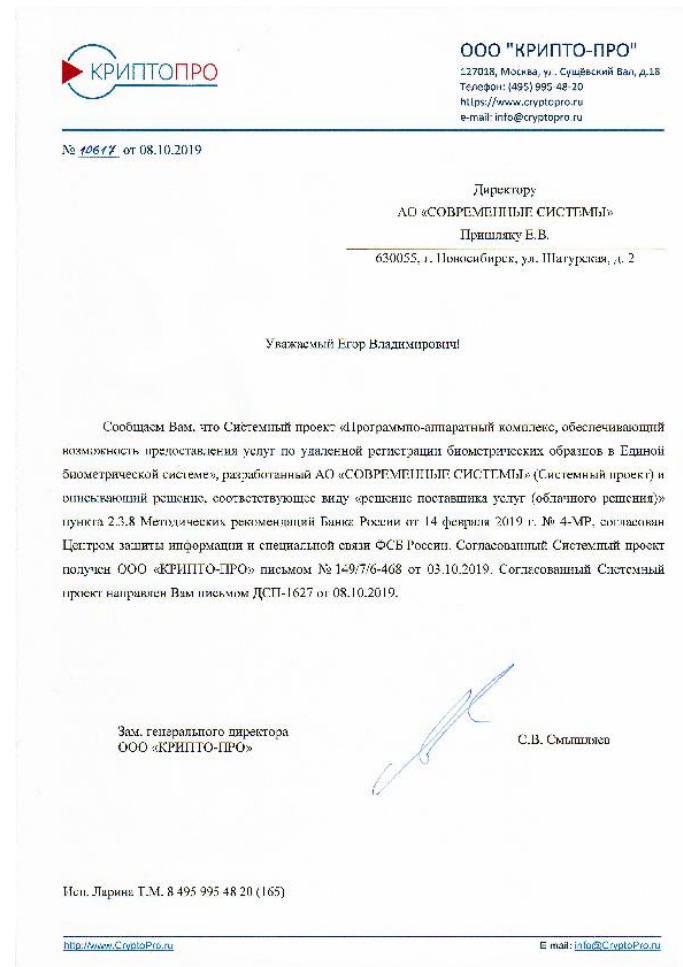 КРИПТОПРО
ООО "КРИПТО-ПРО"
127018, Москва, ул. Сущёвский Вал, д.18
Телефон: (495) 995-48-20
https://www.cryptopro.ru
e-mail: info@cryptopro.ru
№ 10617 от 08.10.2019
Директору
АО «СОВРЕМЕННЫЕ СИСТЕМЫ»
Пришляку Е.В.
630055, г. Новосибирск, ул. Шатурская, д. 2
Уважаемый Егор Владимирович!
Сообщаем Вам, что Системный проект «Программно-аппаратный комплекс, обеспечивающий
возможность предоставления услуг по удаленной регистрации биометрических образцов в Единой
биометрической системе», разработанный АО «СОВРЕМЕННЫЕ СИСТЕМЫ» (Системный проект) и
описывающий решение, соответствующее виду «решение поставщика услуг (облачного решения)»
пункта 2.3.8 Методических рекомендаций Банка России от 14 февраля 2019 г. № 4-МР, согласован
Центром защиты информации и специальной связи ФСБ России. Согласованный Системный проект
получен ООО «КРИПТО-ПРО» письмом № 149/7/6-468 от 03.10.2019. Согласованный Системный
проект направлен Вам письмом ДСП-1627 от 08.10.2019.
Зам. генерального директора
ООО «КРИПТО-ПРО»
С.В. Смышляев
Исп. Ларина Т.М. 8 495 995 48 20 (165)
http://www.CryptoPro.ru
E mail: info@CryptoPro.ru